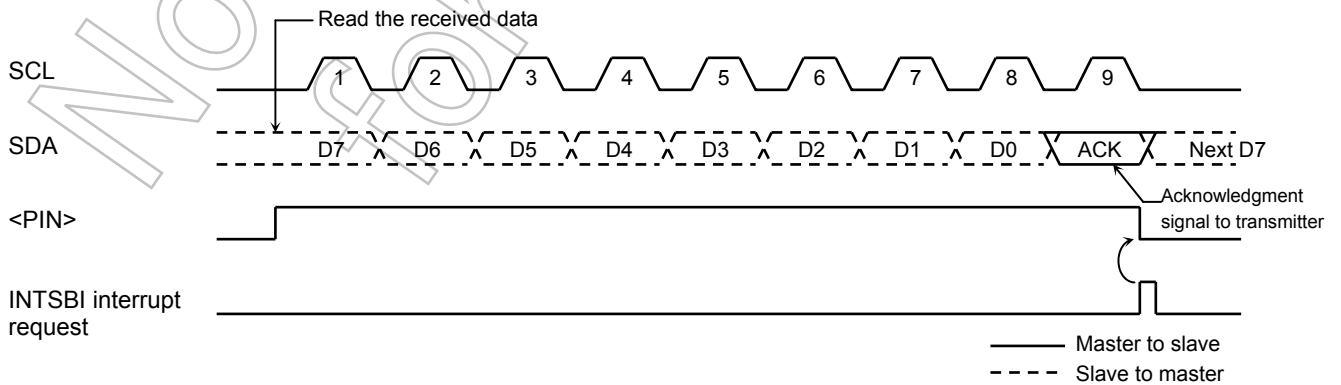 Read the received data
SCL
1 2 3 4 5 6 7 8 9
SDA
D7 D6 D5 D4 D3 D2 D1 D0 ACK Next D7
Acknowledgment
signal to transmitter
<PIN>
INTSBI interrupt
request
Master to slave
Slave to master